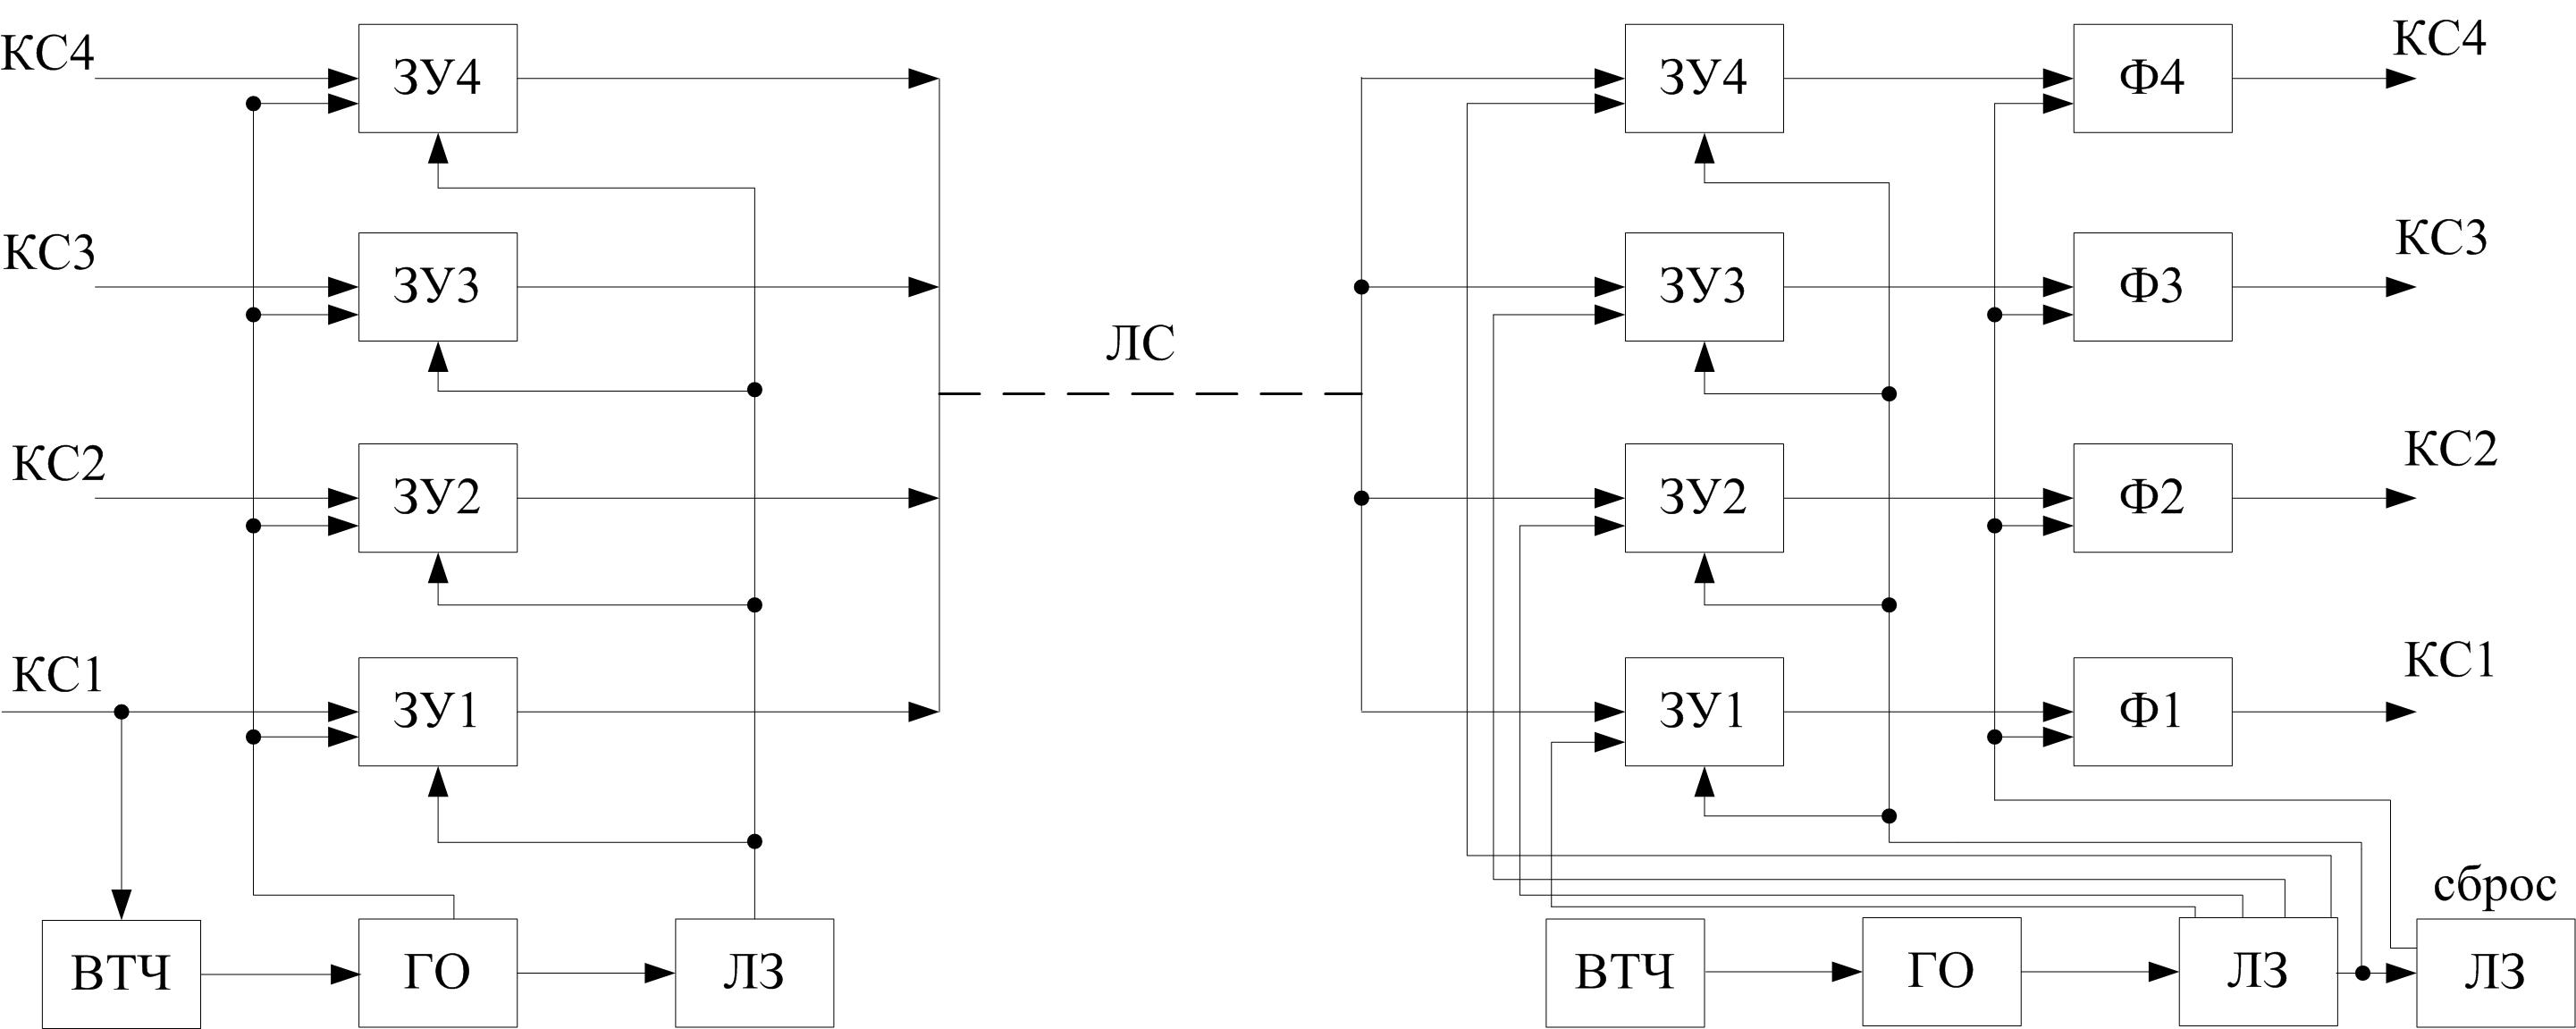 КС4 ЗУ4 ЗУ4 Ф4 КС4
КС3 ЗУ3 ЗУ3 Ф3 КС3
ЛС
КС2 ЗУ2 ЗУ2 Ф2 КС2
КС1 ЗУ1 ЗУ1 Ф1 КС1
сброс
ВТЧ ГО ЛЗ ВТЧ ГО ЛЗ ЛЗ